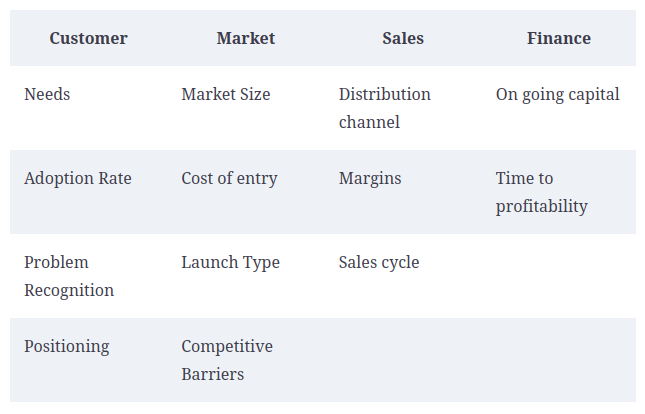 Customer Market Sales Finance
Needs Market Size Distribution channel On going capital
Adoption Rate Cost of entry Margins Time to profitability
Problem Recognition Launch Type Sales cycle
Positioning Competitive Barriers